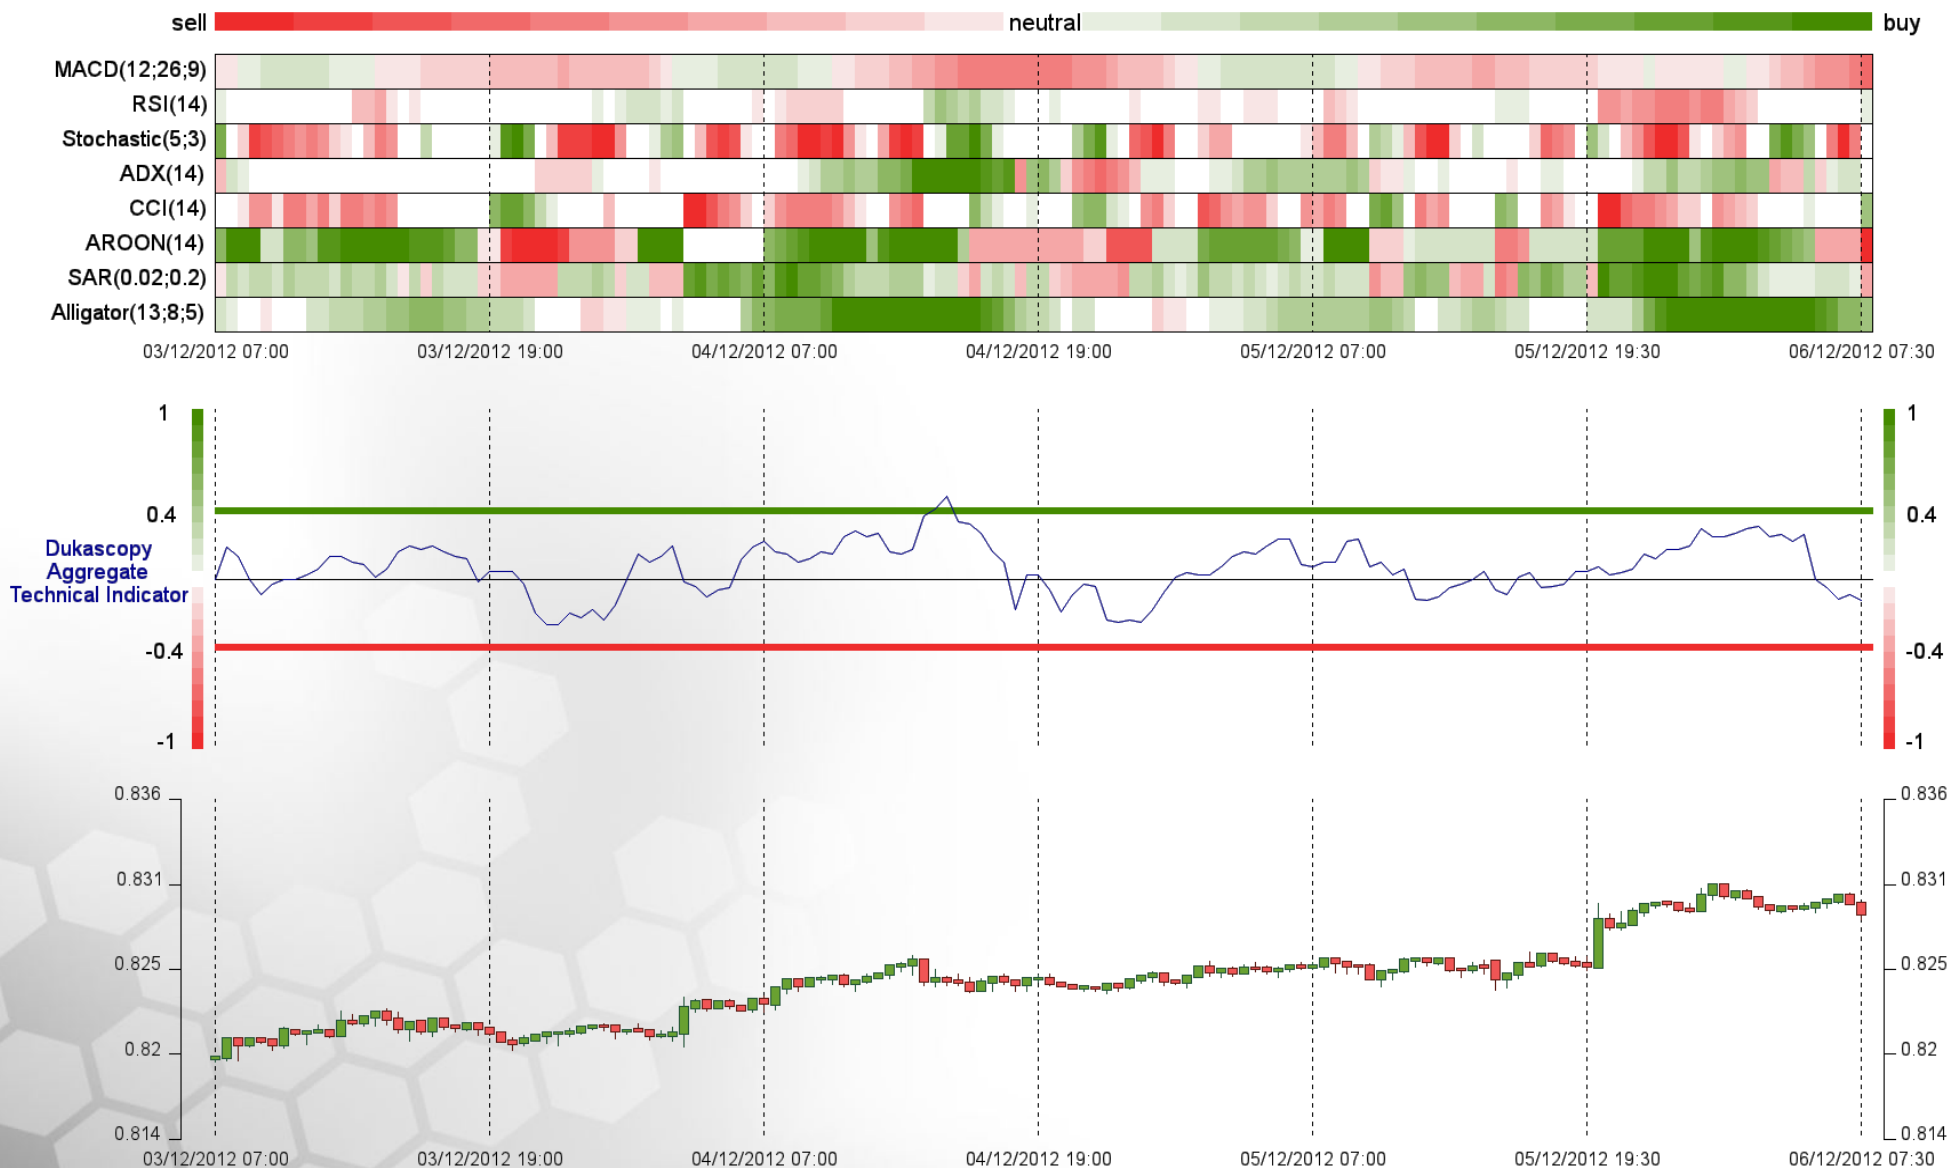 sell neutral buy
MACD(12;26;9)
RSI(14)
Stochastic(5;3)
ADX(14)
CCI(14)
AROON(14)
SAR(0.02;0.2)
Alligator(13;8;5)
03/12/2012 07:00 03/12/2012 19:00 04/12/2012 07:00 04/12/2012 19:00 05/12/2012 07:00 05/12/2012 19:30 06/12/2012 07:30
1 1
0.4 0.4
Dukascopy
Aggregate
Technical Indicator
-0.4 -0.4
-1 -1
0.836 0.836
0.831 0.831
0.825 0.825
0.82 0.82
0.814 0.814
03/12/2012 07:00 03/12/2012 19:00 04/12/2012 07:00 04/12/2012 19:00 05/12/2012 07:00 05/12/2012 19:30 06/12/2012 07:30